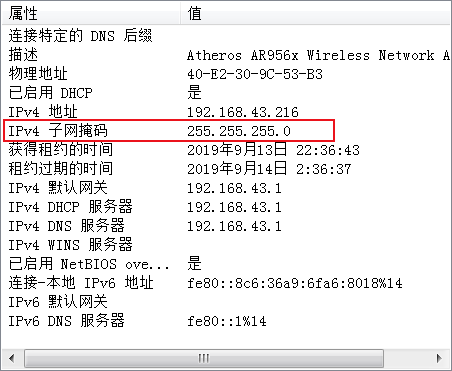 属性 值
连接特定的 DNS 后缀
描述 Atheros AR956x Wireless Network A
物理地址 40-E2-30-9C-53-B3
已启用 DHCP 是
IPv4 地址 192.168.43.216
IPv4 子网掩码 255.255.255.0
获得租约的时间 2019年9月13日 22:36:43
租约过期的时间 2019年9月14日 2:36:37
IPv4 默认网关 192.168.43.1
IPv4 DHCP 服务器 192.168.43.1
IPv4 DNS 服务器 192.168.43.1
IPv4 WINS 服务器
已启用 NetBIOS ove... 是
连接-本地 IPv6 地址 fe80::8c6:36a9:6fa6:8018%14
IPv6 默认网关
IPv6 DNS 服务器 fe80::1%14